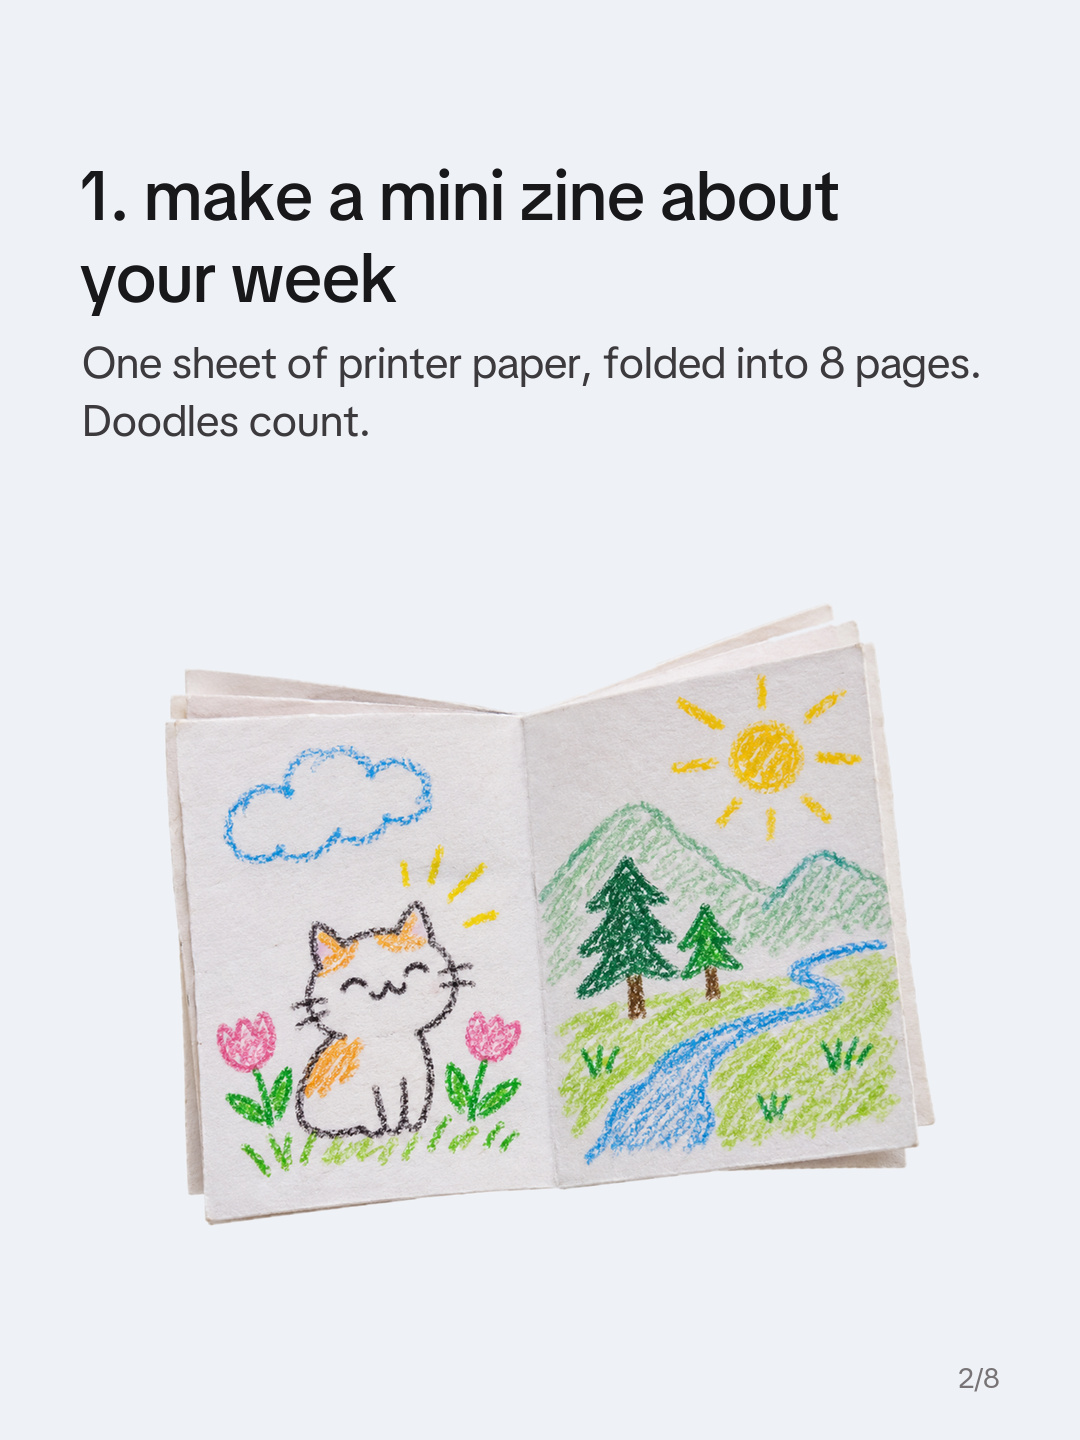 1. make a mini zine about
your week
One sheet of printer paper, folded into 8 pages.
Doodles count.
2/8